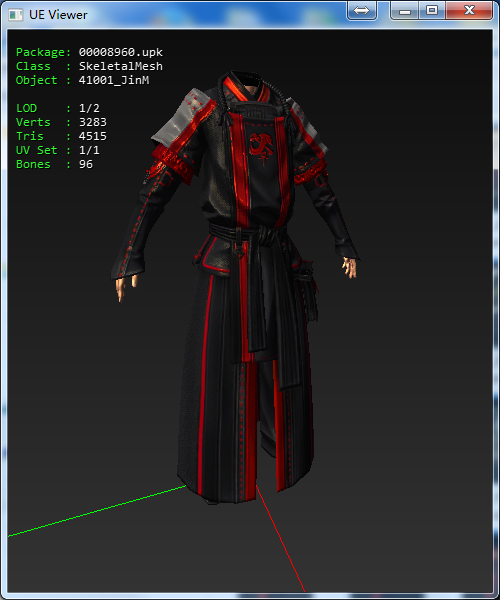 UE Viewer
Package: 00008960.upk
Class : SkeletalMesh
Object : 41001_JinM
LOD : 1/2
Verts : 3283
Tris : 4515
UV Set : 1/1
Bones : 96